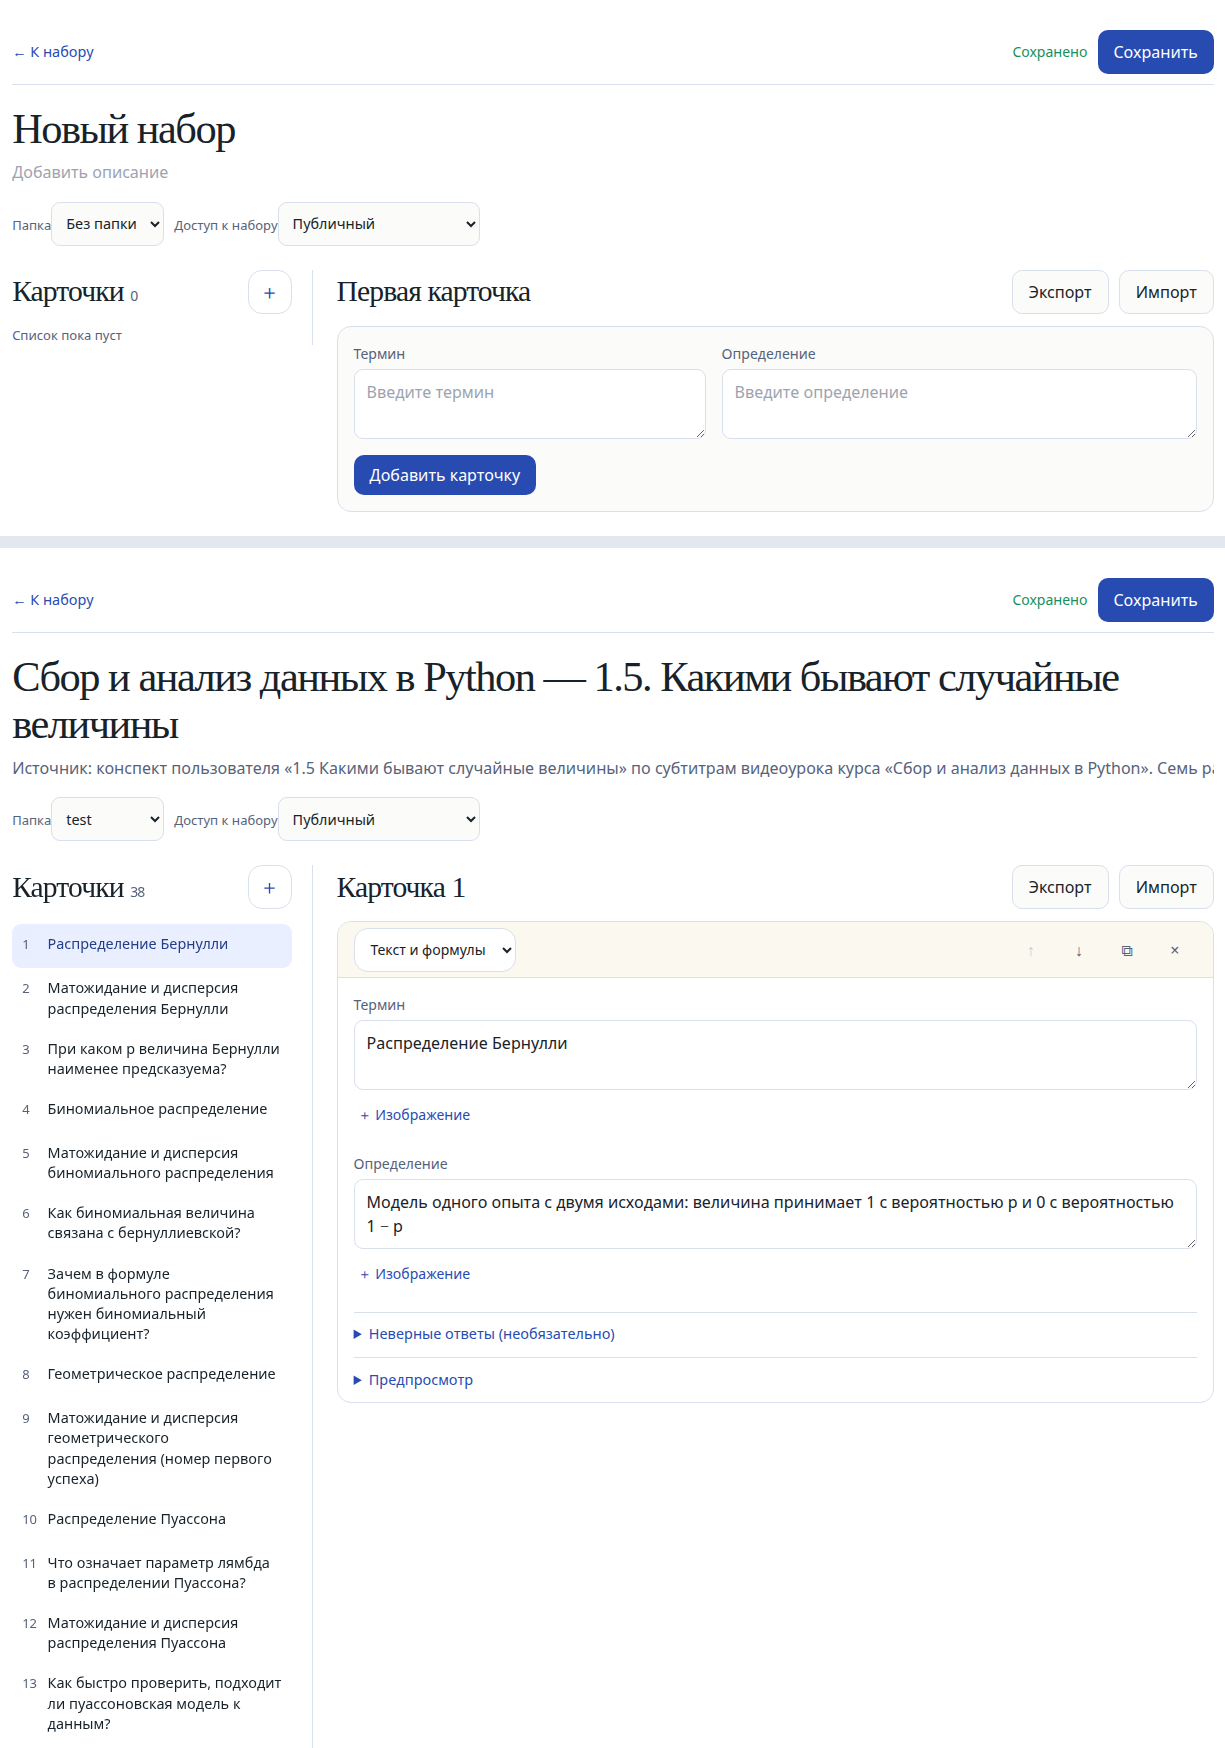 ← К набору
Сохранено
Сохранить
Новый набор
Добавить описание
Папка
Без папки
Доступ к набору
Публичный
Карточки 0
+
Список пока пуст
Первая карточка
Экспорт
Импорт
Термин
Определение
Введите термин
Введите определение
Добавить карточку
← К набору
Сохранено
Сохранить
Сбор и анализ данных в Python — 1.5. Какими бывают случайные
величины
Источник: конспект пользователя «1.5 Какими бывают случайные величины» по субтитрам видеоурока курса «Сбор и анализ данных в Python». Семь
Папка
test
Доступ к набору
Публичный
Карточки 38
+
1 Распределение Бернулли
2 Матожидание и дисперсия
распределения Бернулли
3 При каком p величина Бернулли
наименее предсказуема?
4 Биномиальное распределение
5 Матожидание и дисперсия
биномиального распределения
6 Как биномиальная величина
связана с бернуллиевской?
7 Зачем в формуле
биномиального распределения
нужен биномиальный
коэффициент?
8 Геометрическое распределение
9 Матожидание и дисперсия
геометрического
распределения (номер первого
успеха)
10 Распределение Пуассона
11 Что означает параметр лямбда
в распределении Пуассона?
12 Матожидание и дисперсия
распределения Пуассона
13 Как быстро проверить, подходит
ли пуассоновская модель к
данным?
Карточка 1
Экспорт
Импорт
Текст и формулы
↑ ↓ ⧉ ×
Термин
Распределение Бернулли
+ Изображение
Определение
Модель одного опыта с двумя исходами: величина принимает 1 с вероятностью p и 0 с вероятностью
1 − p
+ Изображение
▶ Неверные ответы (необязательно)
▶ Предпросмотр